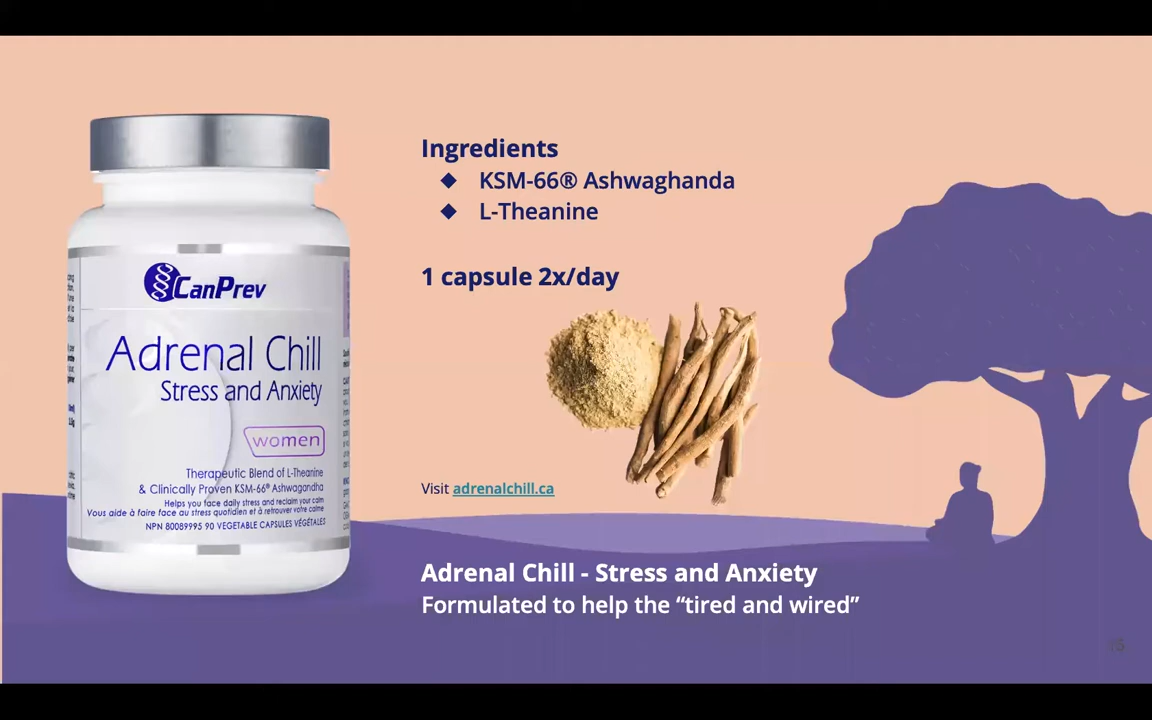 CanPrev
Adrenal Chill
Stress and Anxiety
women
Therapeutic Blend of L-Theanine
& Clinically Proven KSM-66® Ashwagandha
Helps you face daily stress and reclaim your calm
Vous aide à faire face au stress quotidien et à retrouver votre calme
NPN 80089995 90 VEGETABLE CAPSULES VÉGÉTALES
Ingredients
◆ KSM-66® Ashwaghanda
◆ L-Theanine
1 capsule 2x/day
Visit adrenalchill.ca
Adrenal Chill - Stress and Anxiety
Formulated to help the “tired and wired”